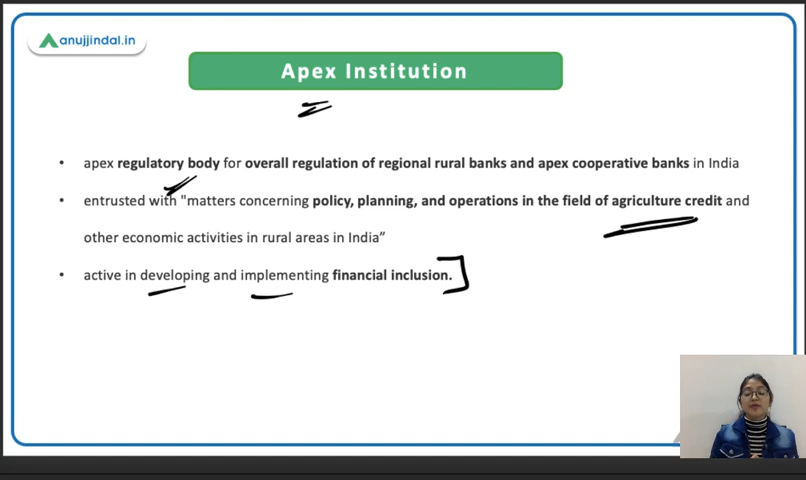 anujjindal.in
Apex Institution
• apex regulatory body for overall regulation of regional rural banks and apex cooperative banks in India
• entrusted with "matters concerning policy, planning, and operations in the field of agriculture credit and
other economic activities in rural areas in India”
• active in developing and implementing financial inclusion.